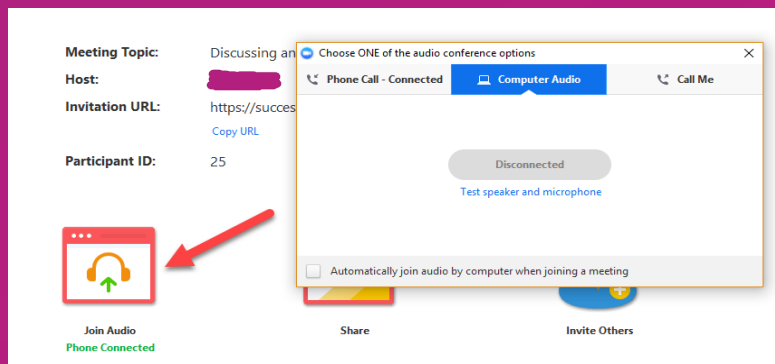 Choose ONE of the audio conference options
Phone Call - Connected
Computer Audio
Call Me
Disconnected
Test speaker and microphone
Automatically join audio by computer when joining a meeting
Meeting Topic: Discussing an
Host:
Invitation URL: https://succes
Copy URL
Participant ID: 25
Join Audio
Phone Connected
Share
Invite Others